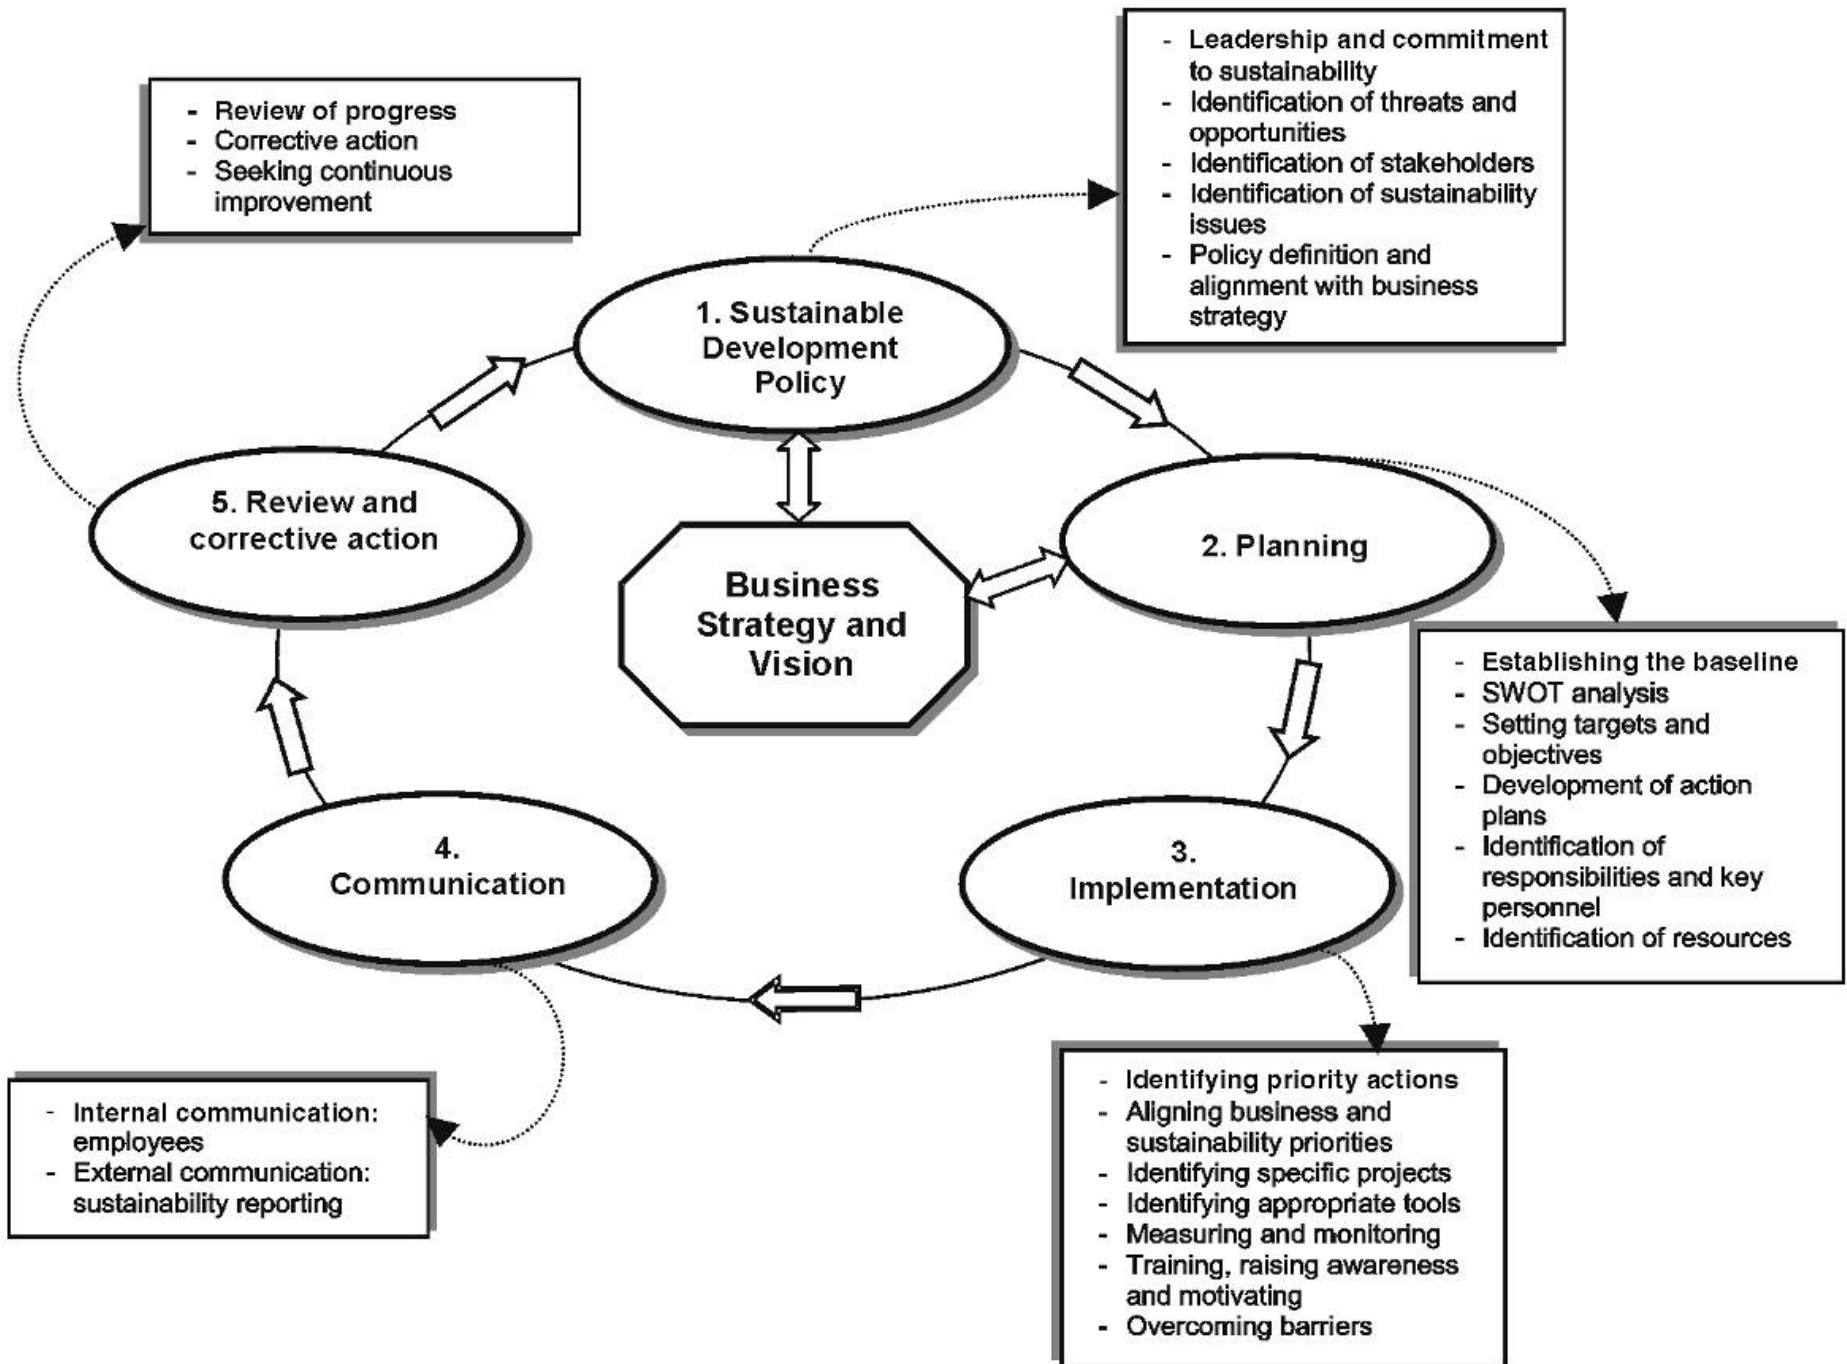 - Leadership and commitment
to sustainability
- Identification of threats and
opportunities
- Identification of stakeholders
- Identification of sustainability
issues
- Policy definition and
alignment with business
strategy
- Review of progress
- Corrective action
- Seeking continuous
improvement
1. Sustainable
Development
Policy
5. Review and
corrective action
2. Planning
Business
Strategy and
Vision
- Establishing the baseline
- SWOT analysis
- Setting targets and
objectives
- Development of action
plans
- Identification of
responsibilities and key
personnel
- Identification of resources
4.
Communication
3.
Implementation
- Internal communication:
employees
- External communication:
sustainability reporting
- Identifying priority actions
- Aligning business and
sustainability priorities
- Identifying specific projects
- Identifying appropriate tools
- Measuring and monitoring
- Training, raising awareness
and motivating
- Overcoming barriers